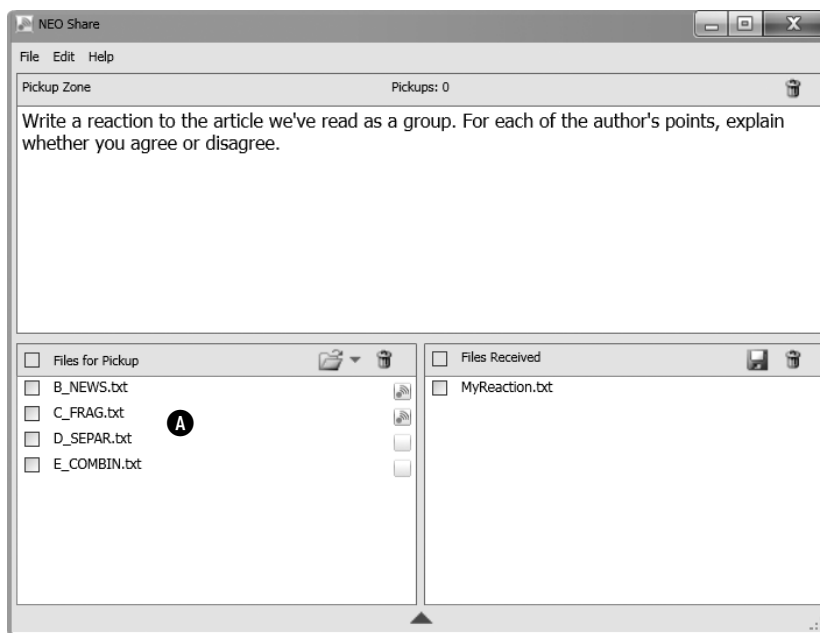 NEO Share
File Edit Help
Pickup Zone Pickups: 0
Write a reaction to the article we've read as a group. For each of the author's points, explain
whether you agree or disagree.
Files for Pickup
B_NEWS.txt
C_FRAG.txt
A
D_SEPAR.txt
E_COMBIN.txt
Files Received
MyReaction.txt